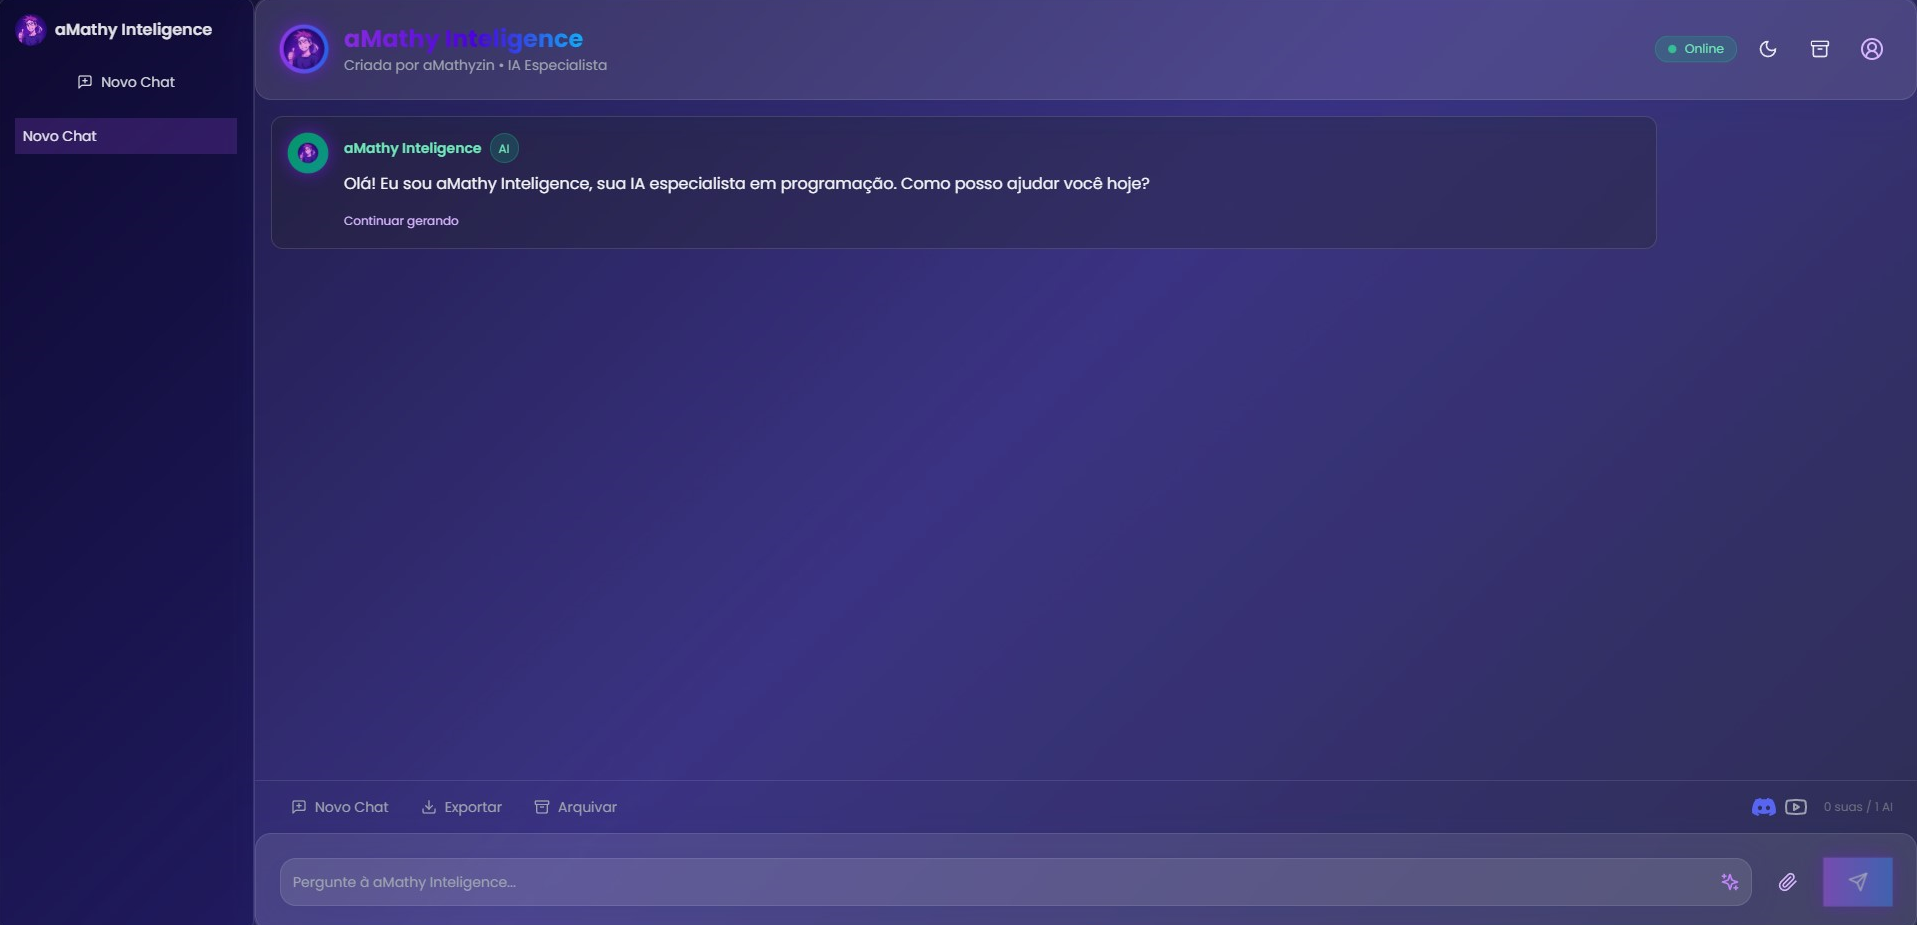 aMathy Inteligence
Novo Chat
Novo Chat
aMathy Inteligence
Criada por aMathyzin • IA Especialista
Online
aMathy Inteligence AI
Olá! Eu sou aMathy Inteligence, sua IA especialista em programação. Como posso ajudar você hoje?
Continuar gerando
Novo Chat Exportar Arquivar
0 suas / 1 AI
Pergunte à aMathy Inteligence...